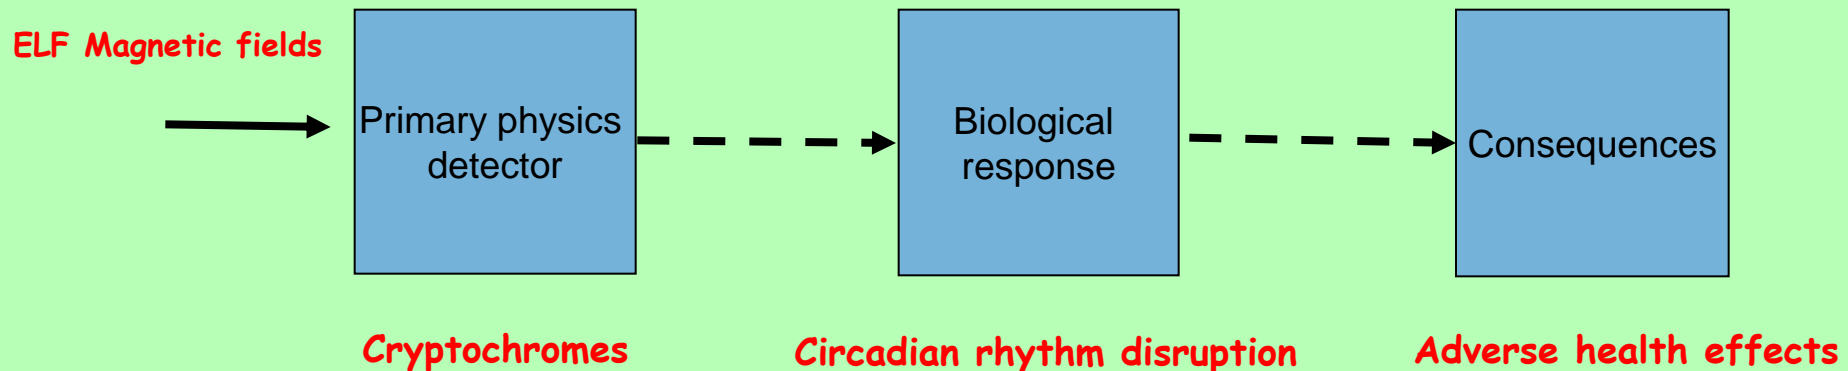 ELF Magnetic fields
Primary physics
detector
Biological
response
Consequences
Cryptochromes
Circadian rhythm disruption
Adverse health effects